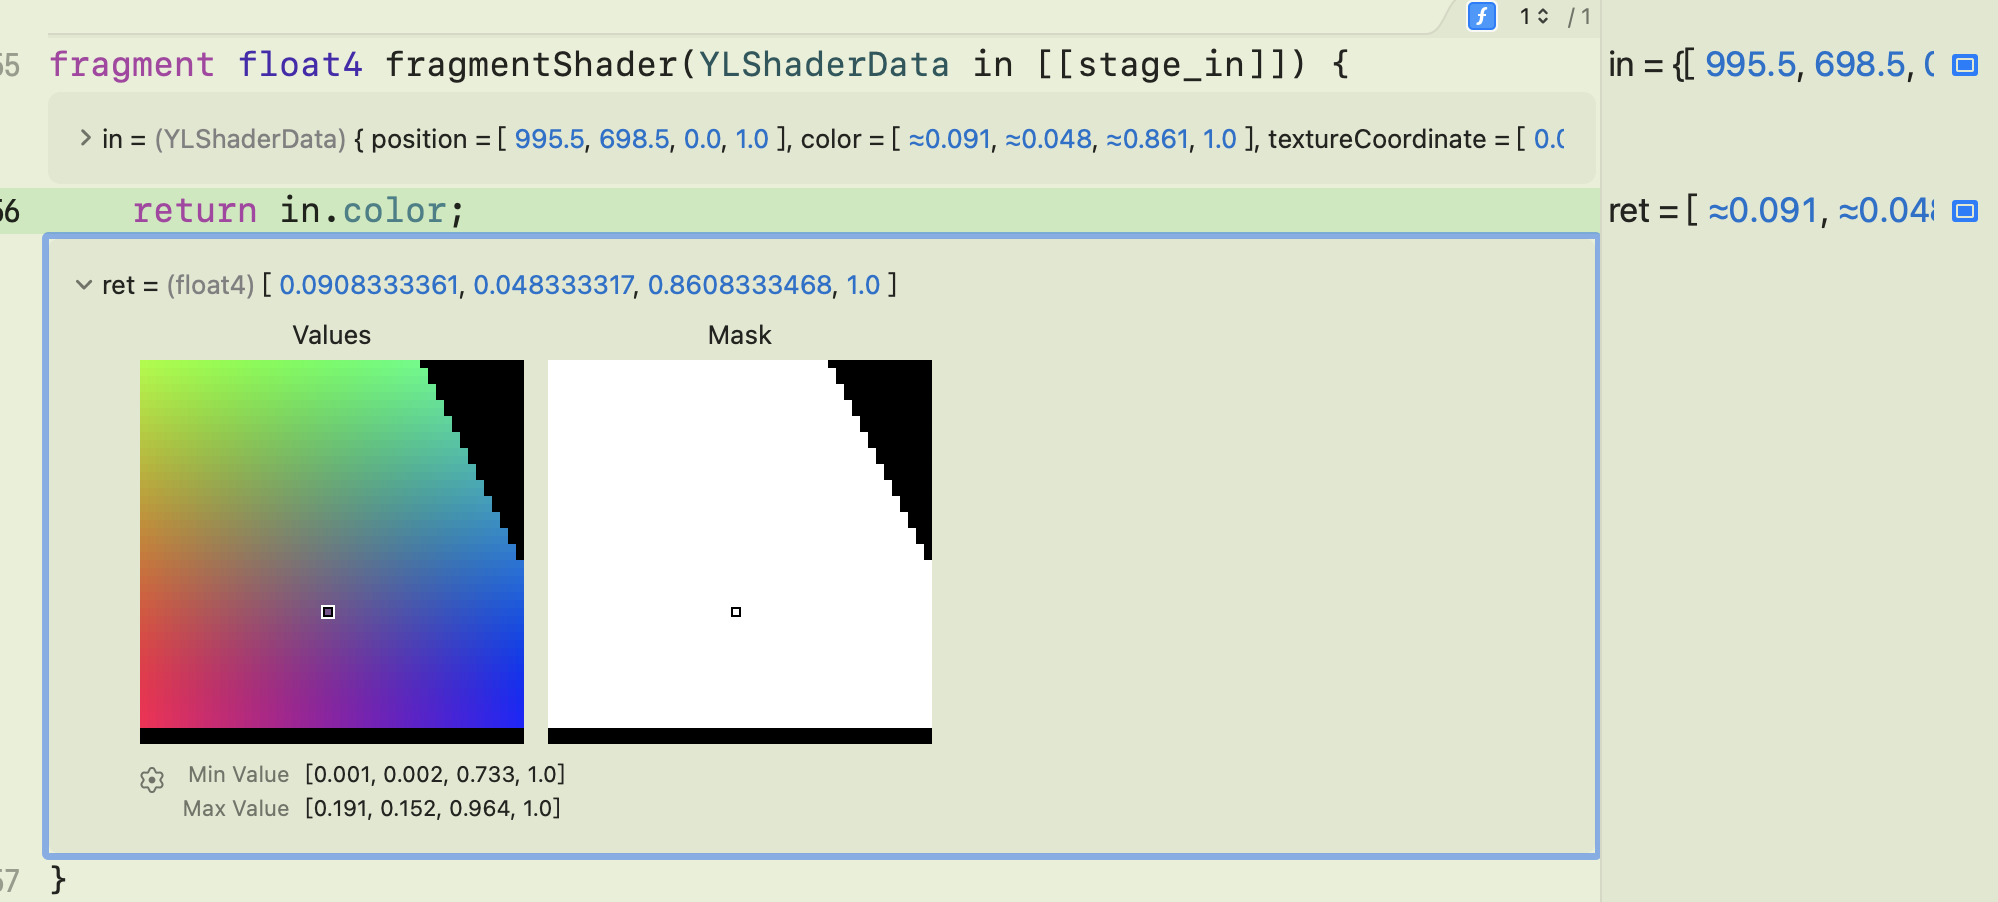 1 / 1
55 fragment float4 fragmentShader(YLShaderData in [[stage_in]]) {
in = {[ 995.5, 698.5,
in = (YLShaderData) { position = [ 995.5, 698.5, 0.0, 1.0 ], color = [ ≈0.091, ≈0.048, ≈0.861, 1.0 ], textureCoordinate = [ 0.0
56 return in.color;
ret = [ ≈0.091, ≈0.048
ret = (float4) [ 0.0908333361, 0.048333317, 0.8608333468, 1.0 ]
Values Mask
Min Value [0.001, 0.002, 0.733, 1.0]
Max Value [0.191, 0.152, 0.964, 1.0]
57 }